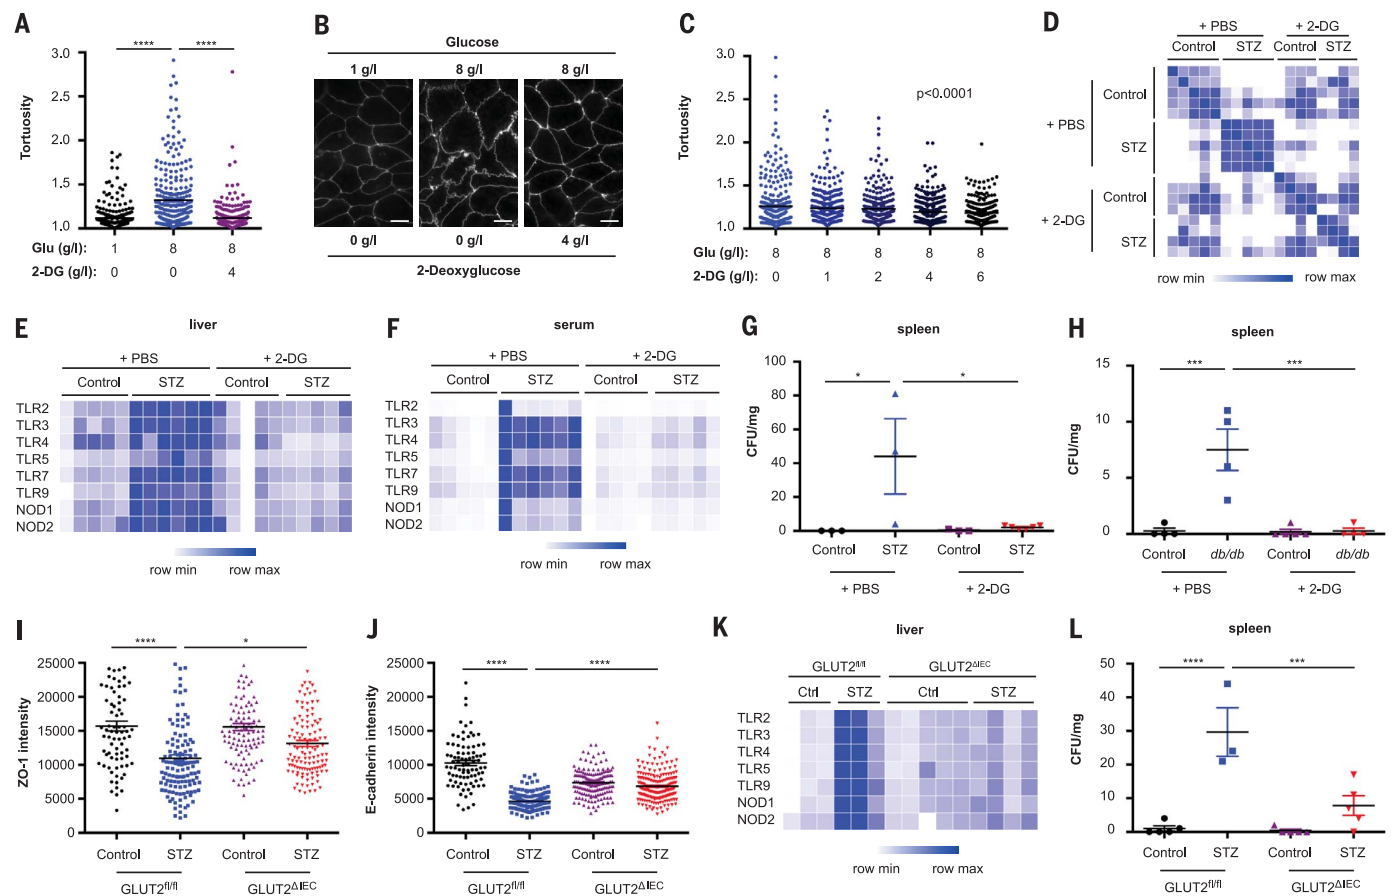 A
****
****
3.0
2.5
2.0
1.5
1.0
Tortuosity
Glu (g/l): 1 8 8
2-DG (g/l): 0 0 4
B
Glucose
1 g/l 8 g/l 8 g/l
0 g/l 0 g/l 4 g/l
2-Deoxyglucose
C
3.0
2.5
2.0
1.5
1.0
Tortuosity
p<0.0001
Glu (g/l): 8 8 8 8 8
2-DG (g/l): 0 1 2 4 6
D
+ PBS + 2-DG
Control STZ Control STZ
+ PBS
Control
STZ
+ 2-DG
Control
STZ
row min row max
E
liver
+ PBS + 2-DG
Control STZ Control STZ
TLR2
TLR3
TLR4
TLR5
TLR7
TLR9
NOD1
NOD2
row min row max
F
serum
+ PBS + 2-DG
Control STZ Control STZ
TLR2
TLR3
TLR4
TLR5
TLR7
TLR9
NOD1
NOD2
row min row max
G
spleen
* *
100
80
60
40
20
0
CFU/mg
Control STZ Control STZ
+ PBS + 2-DG
H
spleen
*** ***
15
10
5
0
CFU/mg
Control db/db Control db/db
+ PBS + 2-DG
I
**** *
25000
20000
15000
10000
5000
0
ZO-1 intensity
Control STZ Control STZ
GLUT2fl/fl GLUT2ΔIEC
J
**** ****
25000
20000
15000
10000
5000
0
E-cadherin intensity
Control STZ Control STZ
GLUT2fl/fl GLUT2ΔIEC
K
liver
GLUT2fl/fl GLUT2ΔIEC
Ctrl STZ Ctrl STZ
TLR2
TLR3
TLR4
TLR5
TLR9
NOD1
NOD2
row min row max
L
spleen
**** ***
50
40
30
20
10
0
CFU/mg
Control STZ Control STZ
GLUT2fl/fl GLUT2ΔIEC